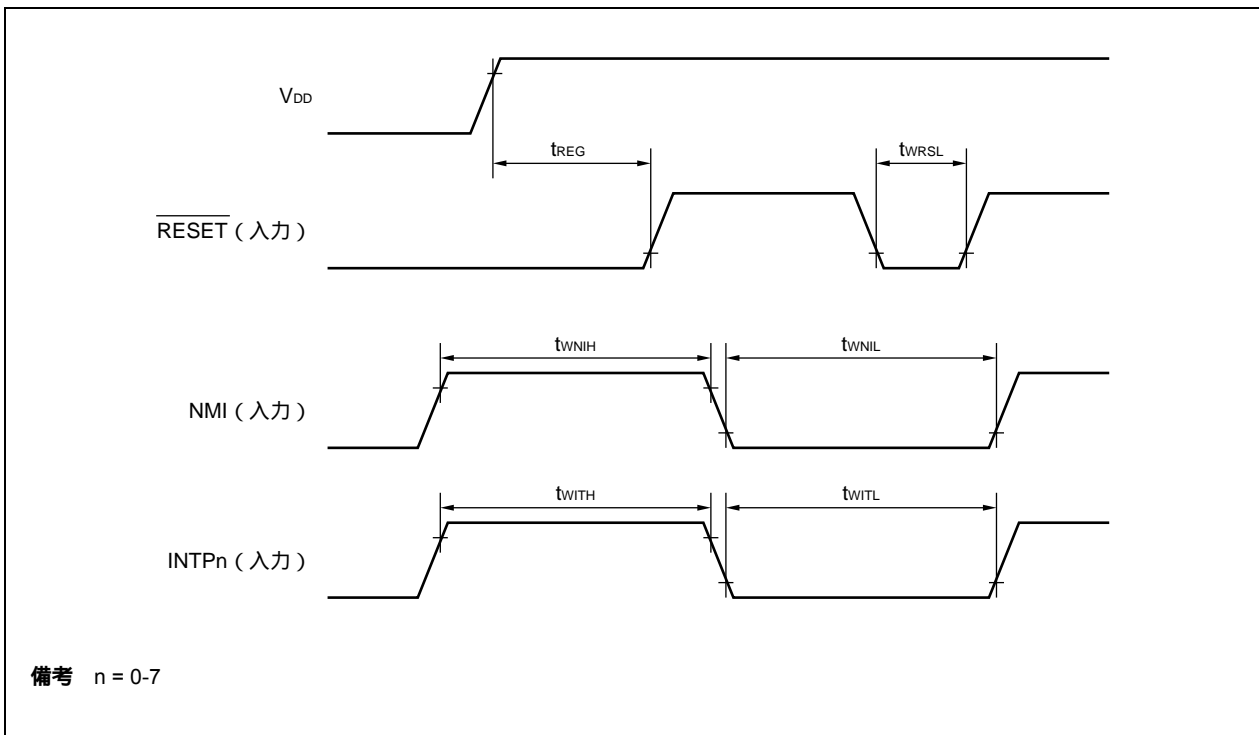 VDD
tREG
tWRSL
RESET（入力）
tWNIH
tWNIL
NMI（入力）
tWITH
tWITL
INTPn（入力）
備考 n = 0-7